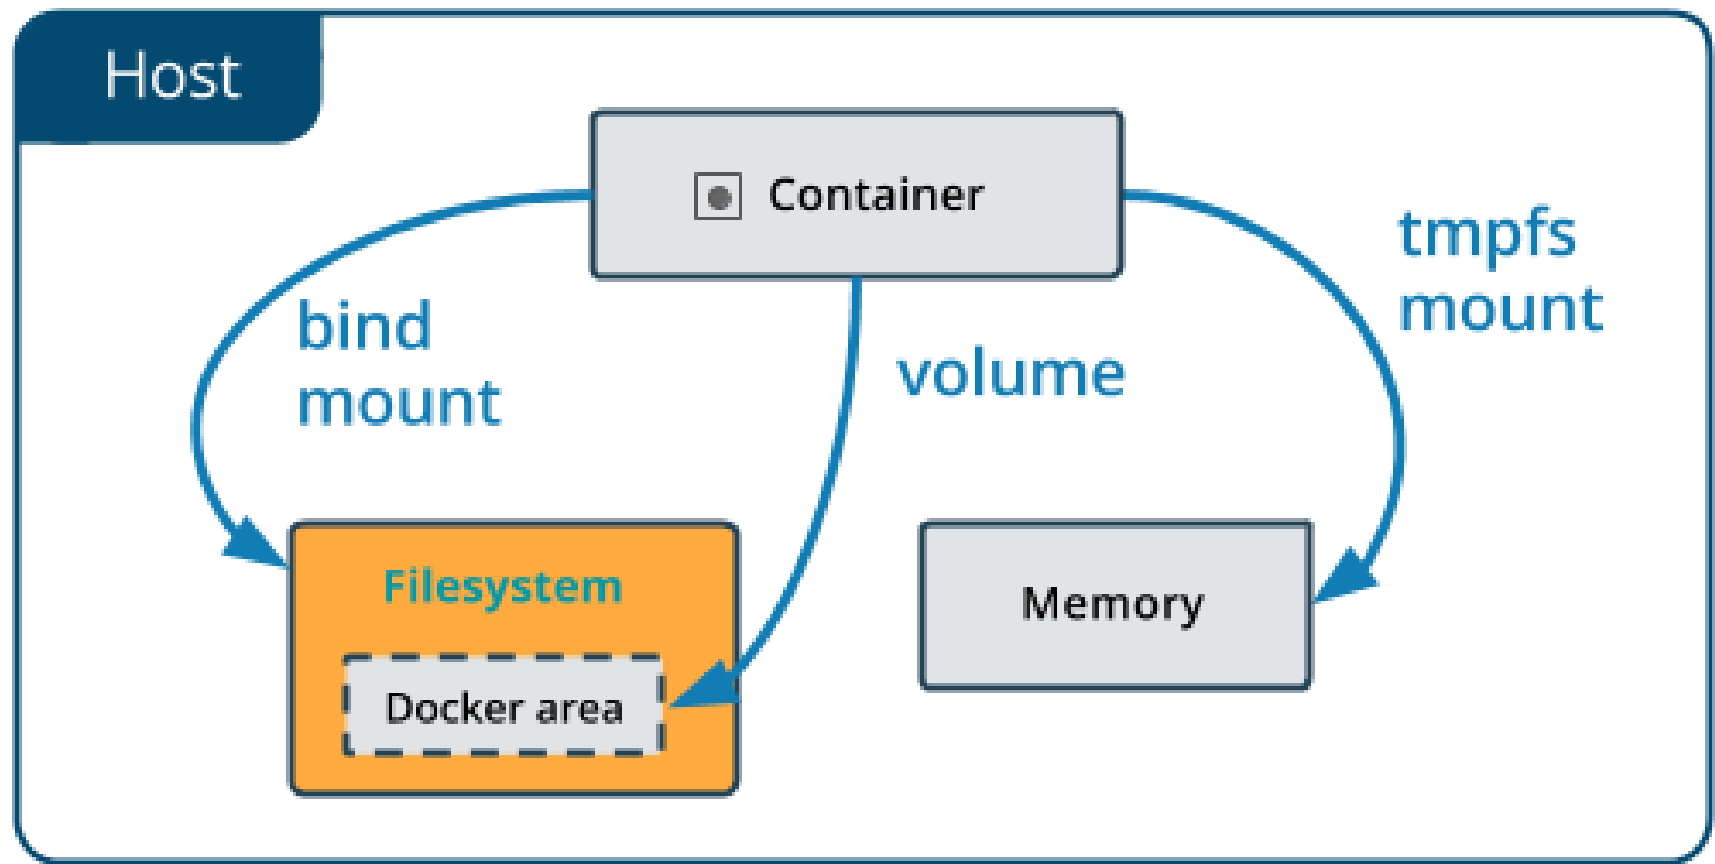 Host
Container
tmpfs
mount
bind
mount
volume
Filesystem
Memory
Docker area